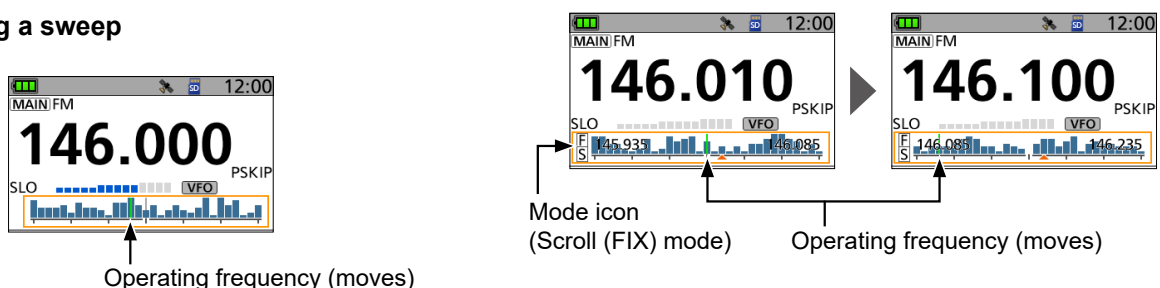 g a sweep
12:00
MAIN FM
146.000
PSKIP
SLO VFO
Operating frequency (moves)
SD 12:00
MAIN FM
146.010
PSKIP
SLO VFO
F
S
145.935 146.085
SD 12:00
MAIN FM
146.100
PSKIP
SLO VFO
F
S
146.085 146.235
Mode icon
(Scroll (FIX) mode)
Operating frequency (moves)